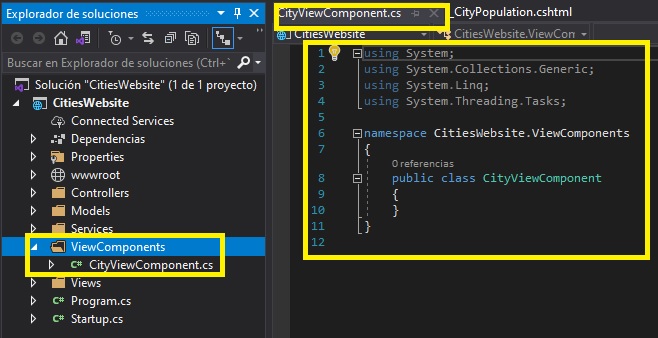 Explorador de soluciones
Buscar en Explorador de soluciones (Ctrl+`)
Solución "CitiesWebsite" (1 de 1 proyecto)
CitiesWebsite
Connected Services
Dependencias
Properties
wwwroot
Controllers
Models
Services
ViewComponents
C# CityViewComponent.cs
Views
C# Program.cs
C# Startup.cs
CityViewComponent.cs
_CityPopulation.cshtml
CitiesWebsite
CitiesWebsite.ViewCom
1 using System;
2 using System.Collections.Generic;
3 using System.Linq;
4 using System.Threading.Tasks;
5
6 namespace CitiesWebsite.ViewComponents
7 {
0 referencias
8 public class CityViewComponent
9 {
10 }
11 }
12